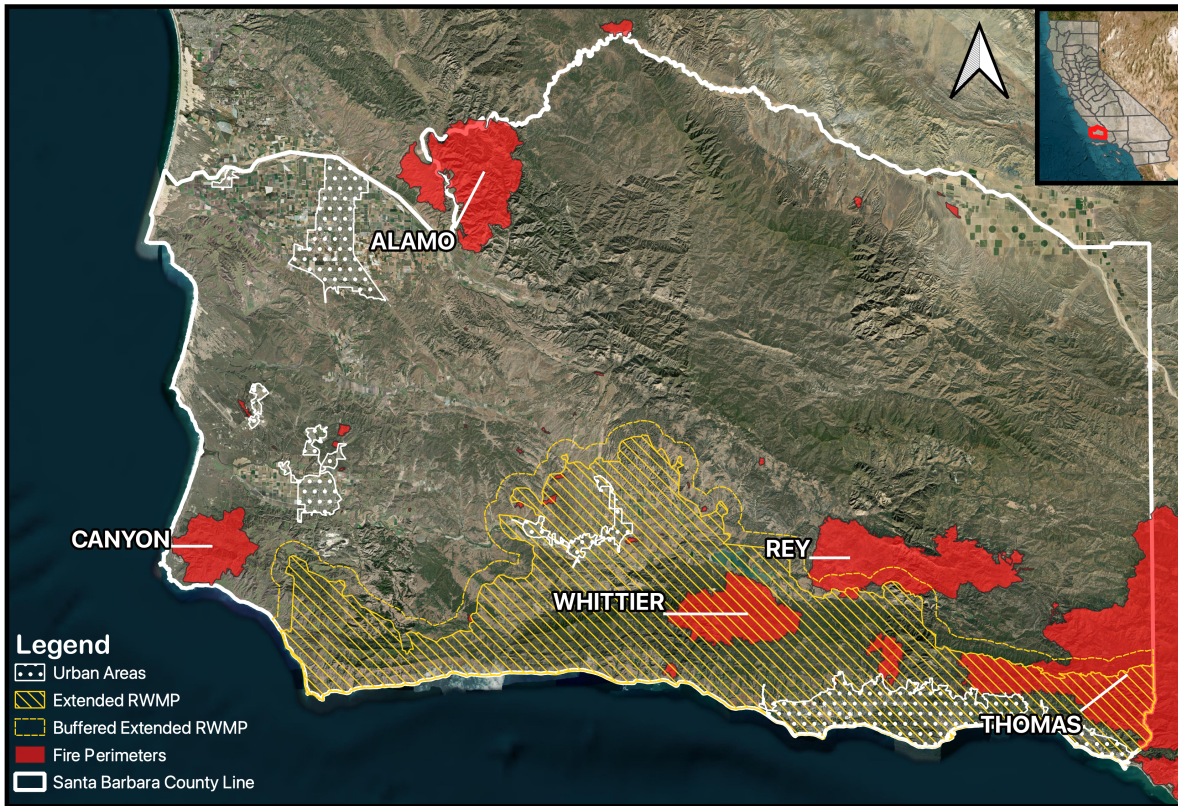 ALAMO
CANYON
REY
WHITTIER
THOMAS
Legend
Urban Areas
Extended RWMP
Buffered Extended RWMP
Fire Perimeters
Santa Barbara County Line